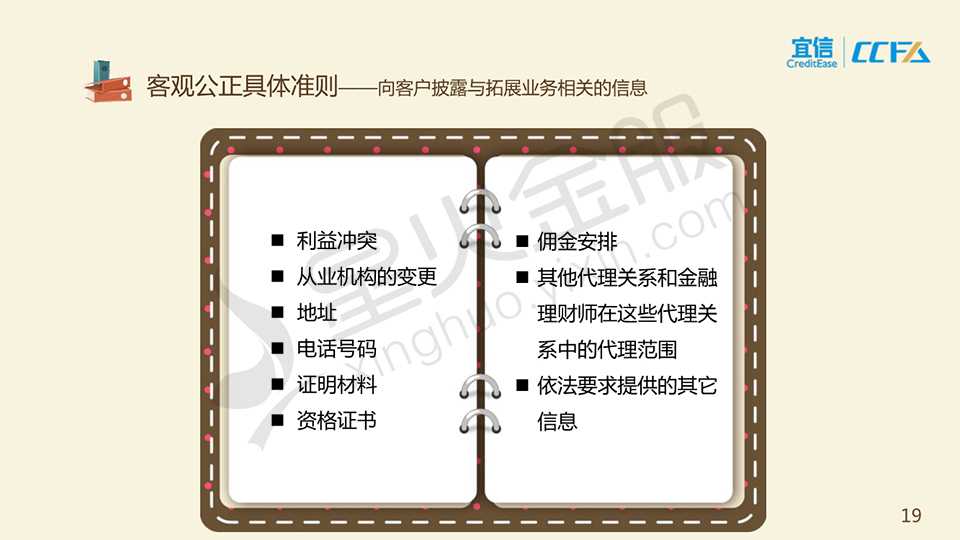 宜信
CreditEase
CCFA
客观公正具体准则——向客户披露与拓展业务相关的信息
■ 利益冲突
■ 从业机构的变更
■ 地址
■ 电话号码
■ 证明材料
■ 资格证书
■ 佣金安排
■ 其他代理关系和金融
理财师在这些代理关
系中的代理范围
■ 依法要求提供的其它
信息
星火金服
xinghuo.yixin.com
19